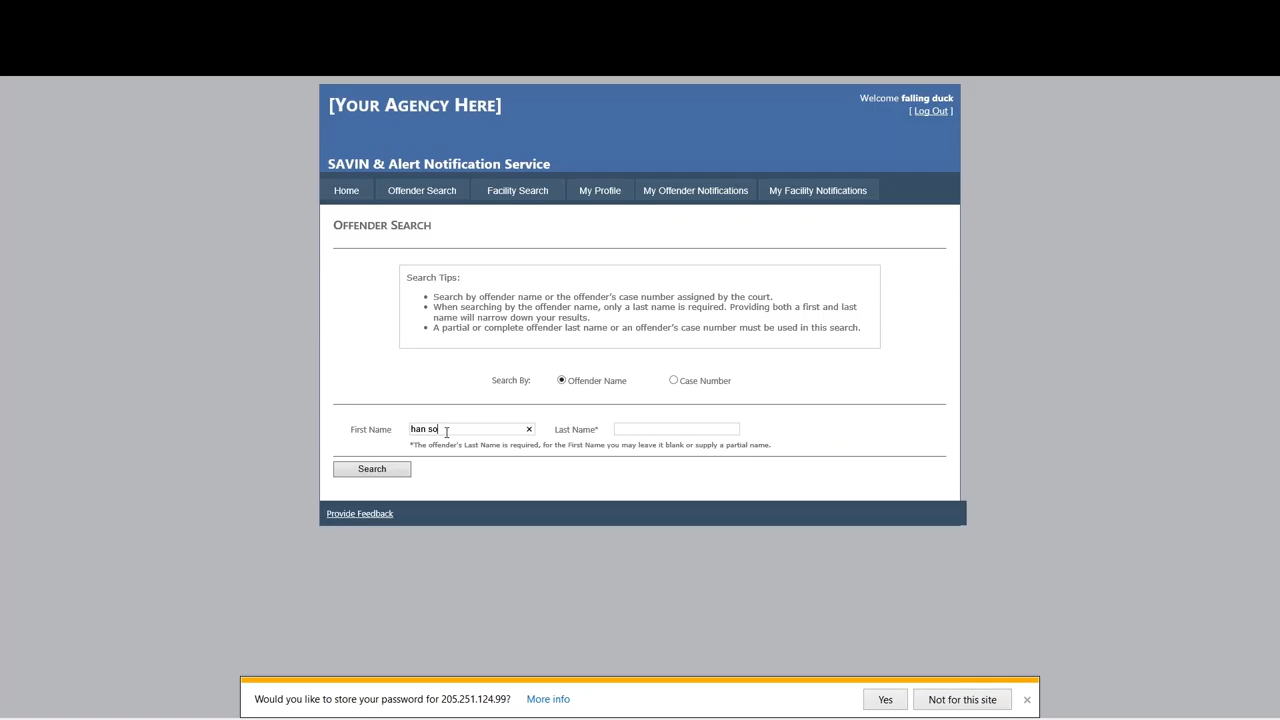 [YOUR AGENCY HERE]
Welcome falling duck
[ Log Out ]
SAVIN & Alert Notification Service
Home Offender Search Facility Search My Profile My Offender Notifications My Facility Notifications
OFFENDER SEARCH
Search Tips:
• Search by offender name or the offender's case number assigned by the court.
• When searching by the offender name, only a last name is required. Providing both a first and last
name will narrow down your results.
• A partial or complete offender last name or an offender's case number must be used in this search.
Search By: Offender Name Case Number
First Name han so × Last Name*
*The offender's Last Name is required, for the First Name you may leave it blank or supply a partial name.
Search
Provide Feedback
Would you like to store your password for 205.251.124.99? More info Yes Not for this site ×